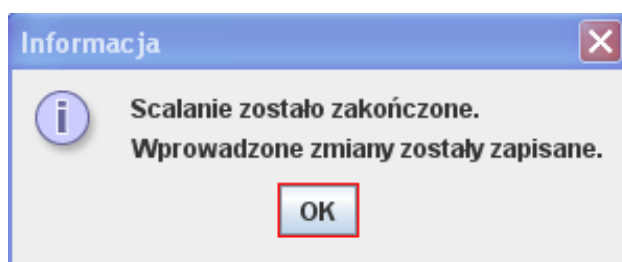 Informacja
Scalanie zostało zakończone.
Wprowadzone zmiany zostały zapisane.
OK